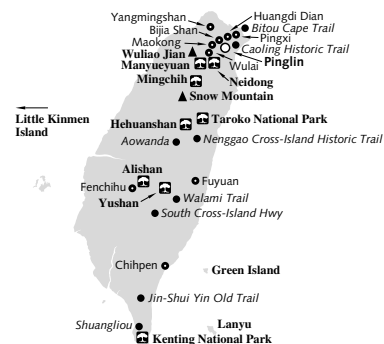 Yangmingshan
Huangdi Dian
Bijia Shan
Bitou Cape Trail
Pingxi
Maokong
Caoling Historic Trail
Wuliao Jian
Pinglin
Wulai
Manyueyuan
Neidong
Mingchih
Snow Mountain
Little Kinmen
Island
Taroko National Park
Hehuanshan
Nenggao Cross-Island Historic Trail
Aowanda
Alishan
Fuyuan
Fenchihu
Walami Trail
Yushan
South Cross-Island Hwy
Chihpen
Green Island
Jin-Shui Yin Old Trail
Shuangliou
Lanyu
Kenting National Park